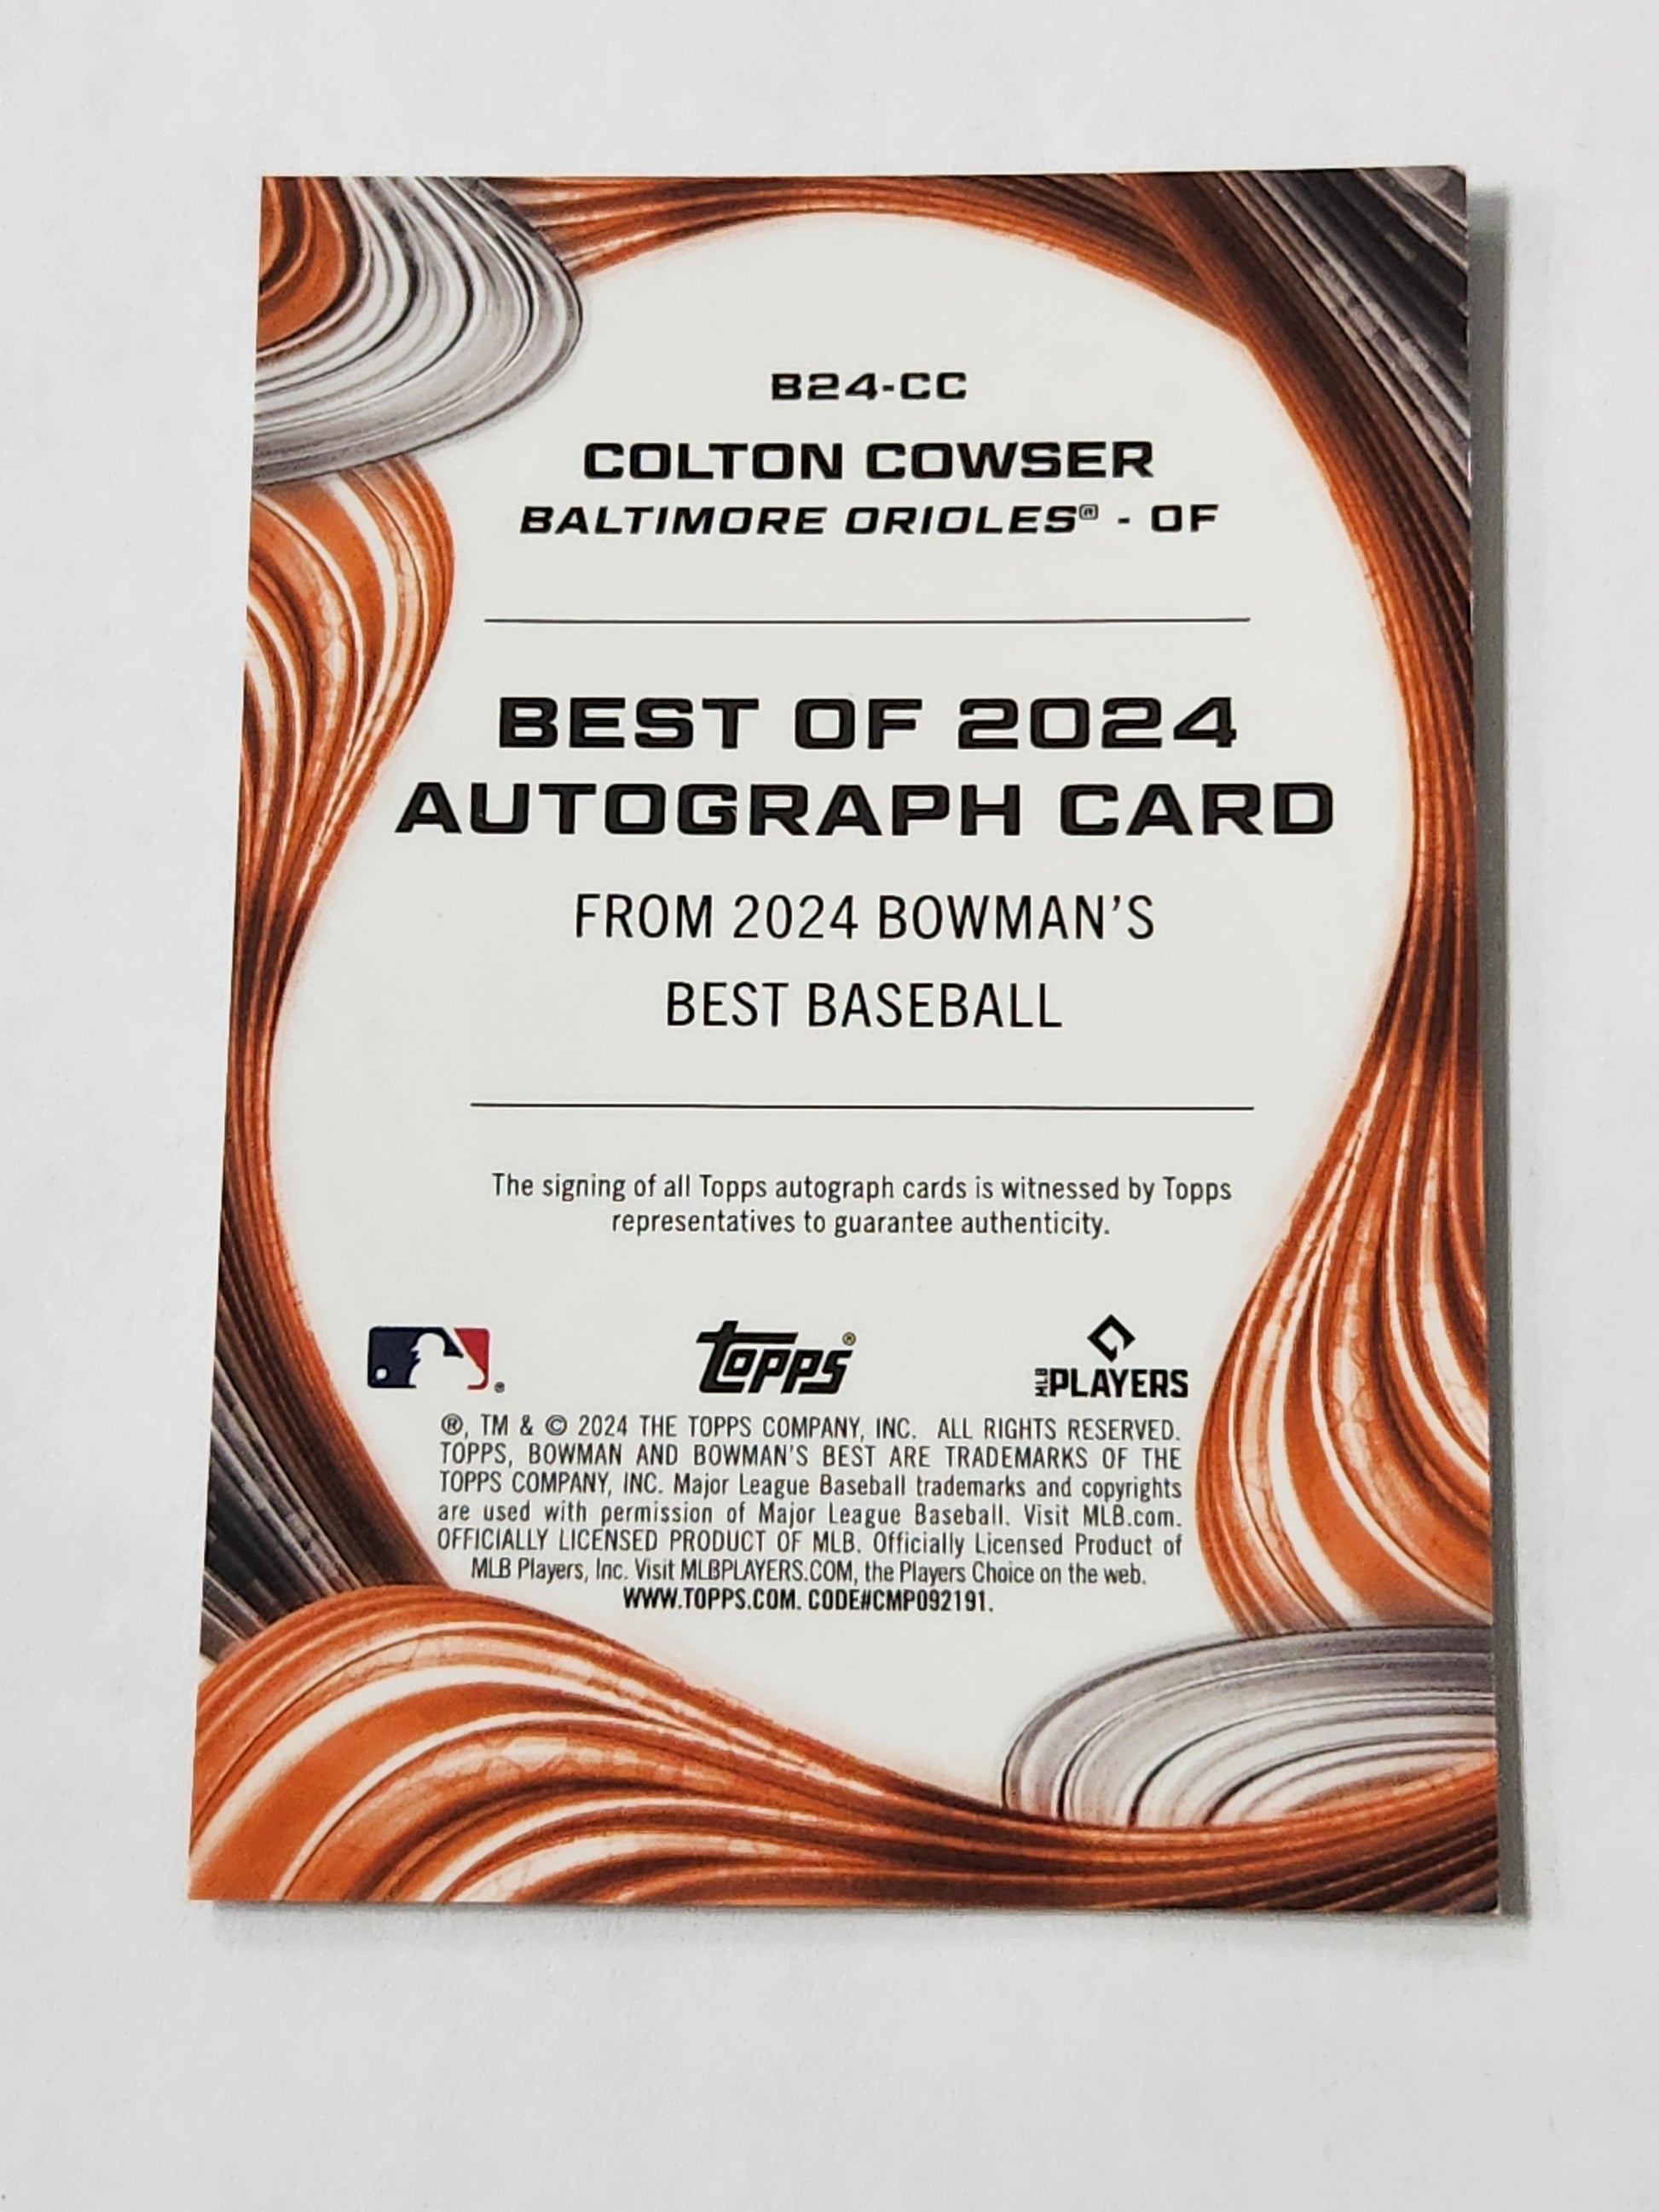 B24-CC
COLTON COWSER
BALTIMORE ORIOLES® - OF
BEST OF 2024
AUTOGRAPH CARD
FROM 2024 BOWMAN'S
BEST BASEBALL
The signing of all Topps autograph cards is witnessed by Topps
representatives to guarantee authenticity.
® Topps® MLB PLAYERS
®, TM & © 2024 THE TOPPS COMPANY, INC. ALL RIGHTS RESERVED.
TOPPS, BOWMAN AND BOWMAN'S BEST ARE TRADEMARKS OF THE
TOPPS COMPANY, INC. Major League Baseball trademarks and copyrights
are used with permission of Major League Baseball. Visit MLB.com.
OFFICIALLY LICENSED PRODUCT OF MLB. Officially Licensed Product of
MLB Players, Inc. Visit MLBPLAYERS.COM, the Players Choice on the web.
WWW.TOPPS.COM. CODE#CMP092191.